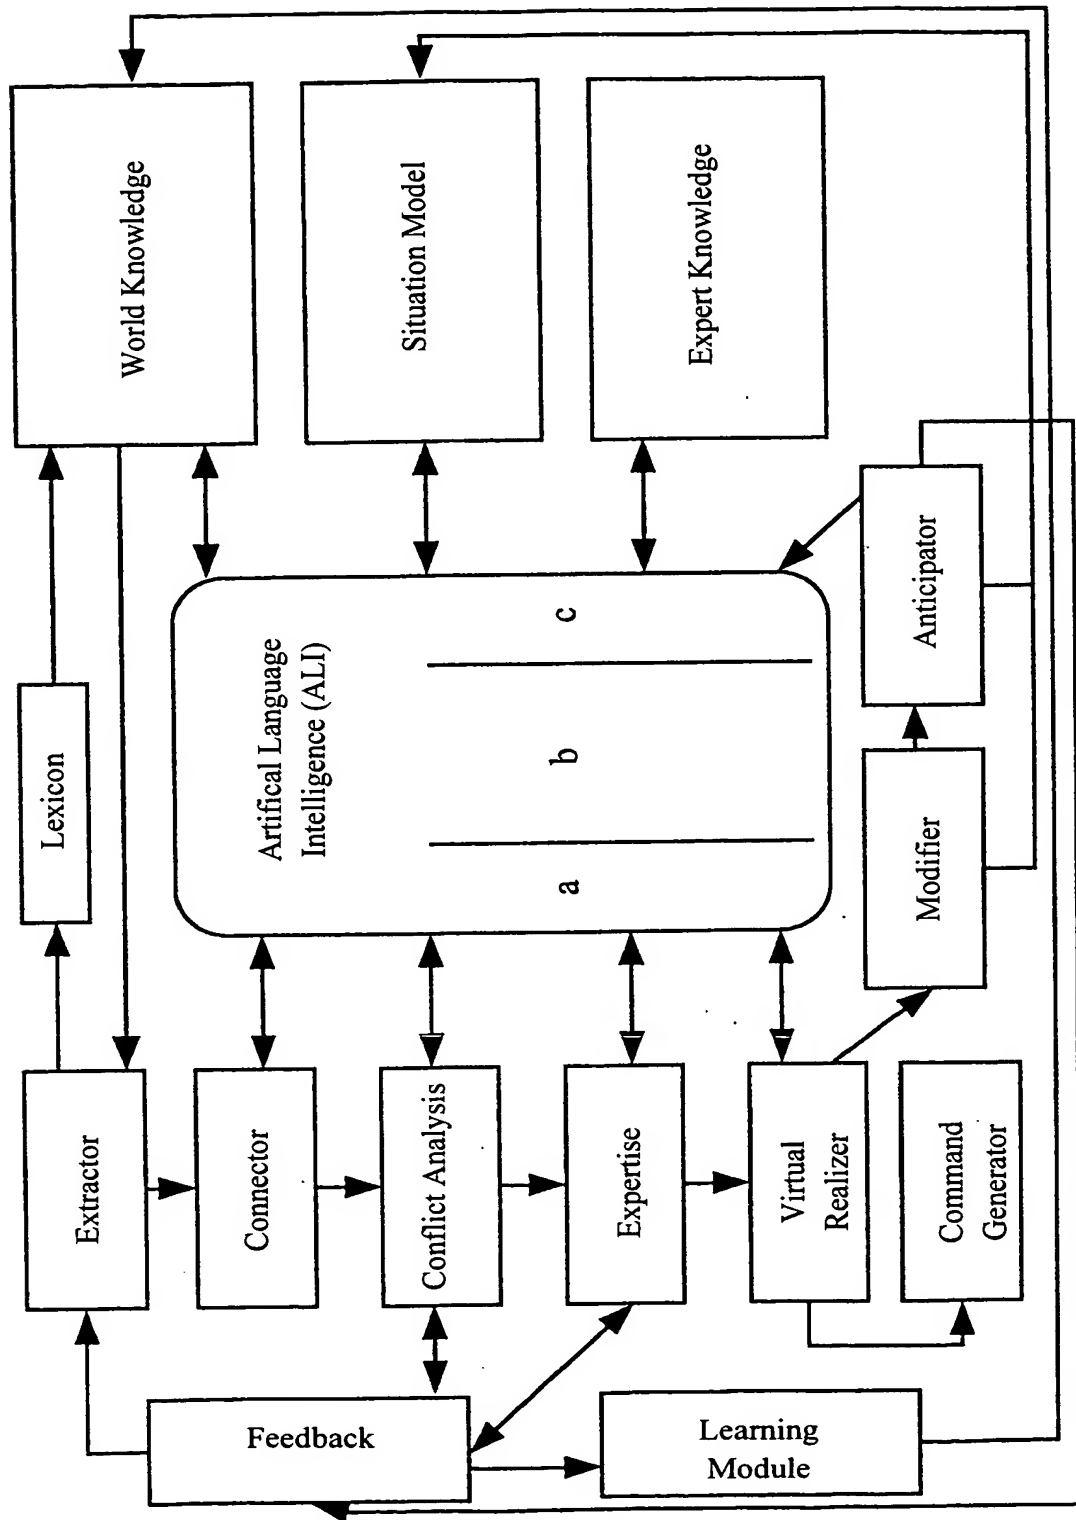 World Knowledge
Situation Model
Expert Knowledge
Lexicon
Artifical Language
Intelligence (ALI)
a
b
c
Anticipator
Modifier
Extractor
Connector
Conflict Analysis
Expertise
Virtual
Realizer
Command
Generator
Feedback
Learning
Module